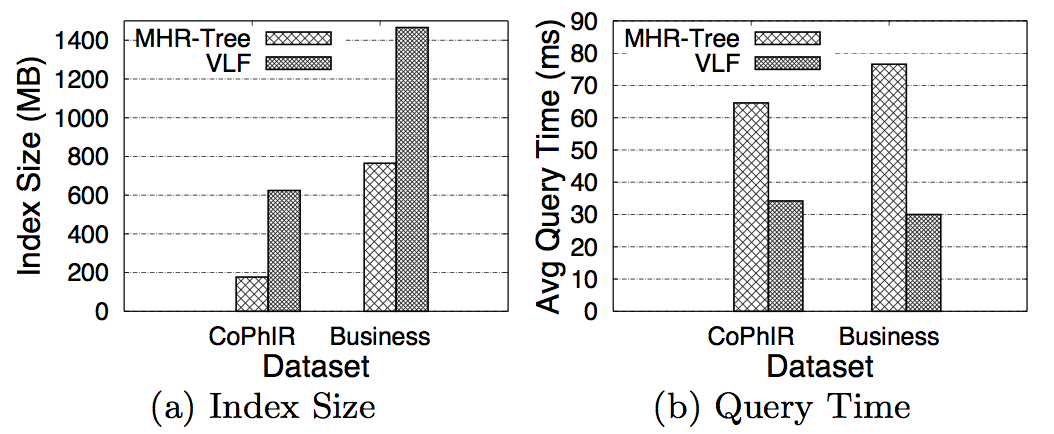 Index Size (MB)
1400
1200
1000
800
600
400
200
0
MHR-Tree
VLF
CoPhIR Business
Dataset
(a) Index Size
Avg Query Time (ms)
90
80
70
60
50
40
30
20
10
0
MHR-Tree
VLF
CoPhIR Business
Dataset
(b) Query Time